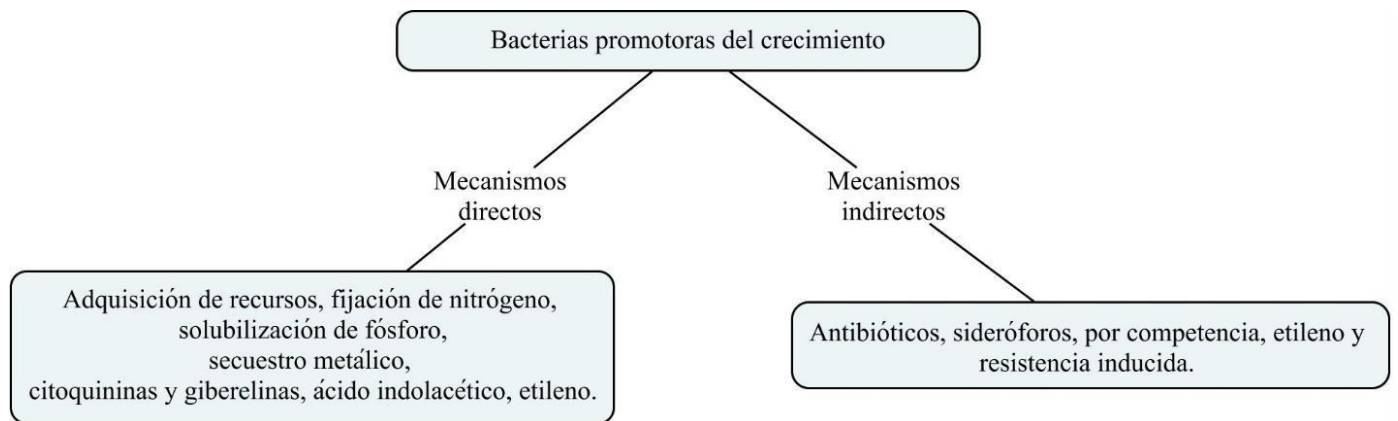 Bacterias promotoras del crecimiento
Mecanismos
directos
Mecanismos
indirectos
Adquisición de recursos, fijación de nitrógeno,
solubilización de fósforo,
secuestro metálico,
citoquininas y giberelinas, ácido indolacético, etileno.
Antibióticos, sideróforos, por competencia, etileno y
resistencia inducida.